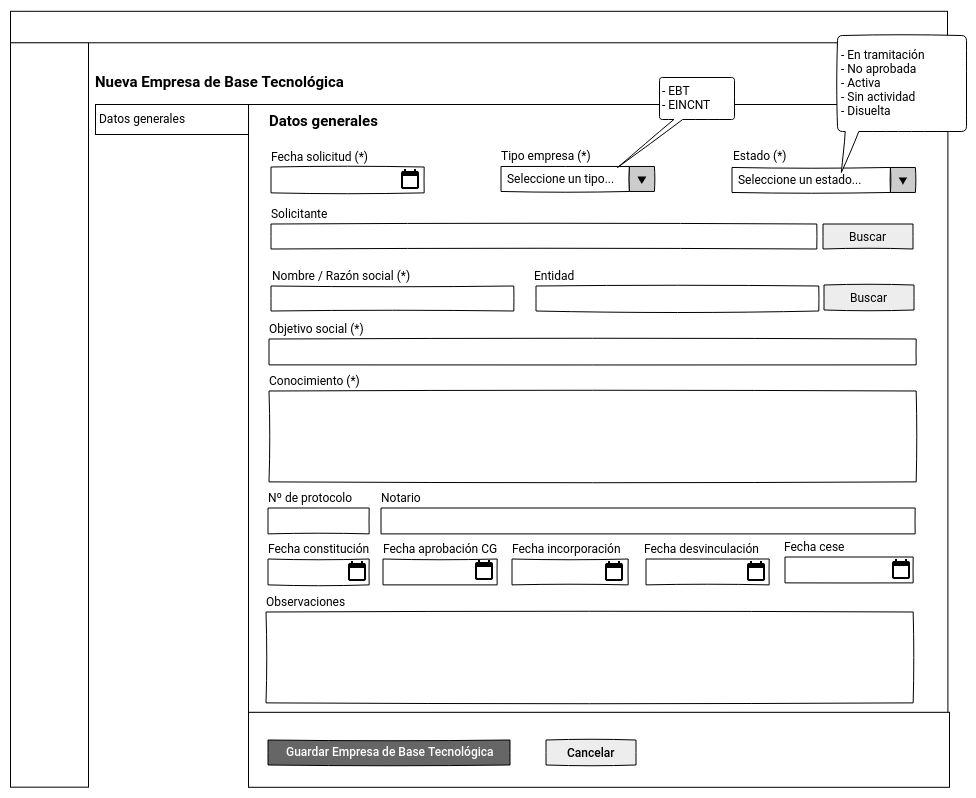 - En tramitación
- No aprobada
- Activa
- Sin actividad
- Disuelta
Nueva Empresa de Base Tecnológica
- EBT
- EINCNT
Datos generales
Datos generales
Fecha solicitud (*)
Tipo empresa (*)
Estado (*)
Seleccione un tipo...
Seleccione un estado...
Solicitante
Buscar
Nombre / Razón social (*)
Entidad
Buscar
Objetivo social (*)
Conocimiento (*)
Nº de protocolo
Notario
Fecha constitución
Fecha aprobación CG
Fecha incorporación
Fecha desvinculación
Fecha cese
Observaciones
Guardar Empresa de Base Tecnológica
Cancelar